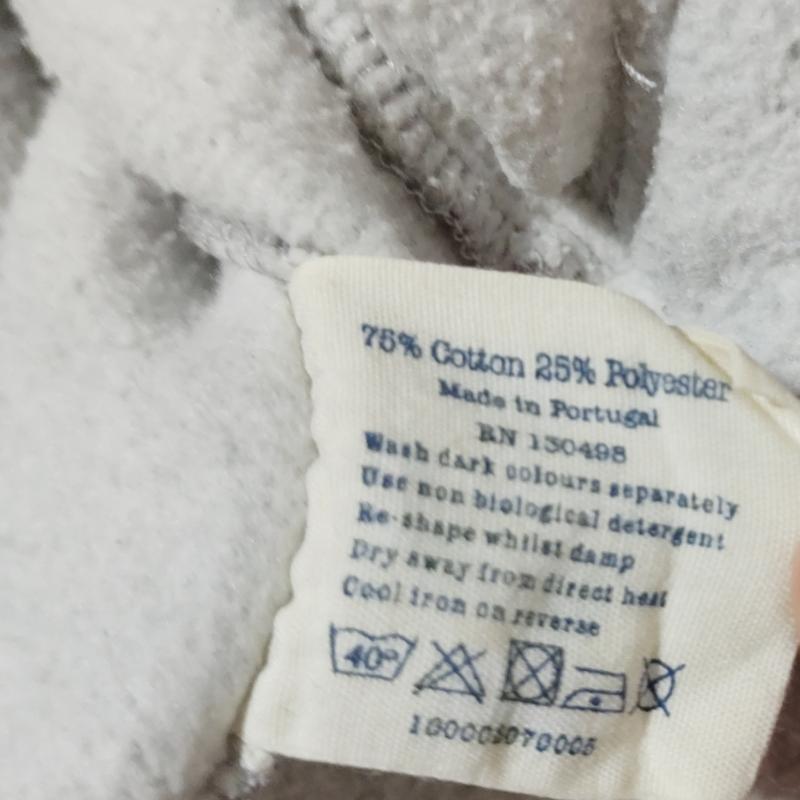 75% Cotton 25% Polyester
Made in Portugal
RN 130498
Wash dark colours separately
Use non biological detergent
Re-shape whilst damp
Dry away from direct heat
Cool iron on reverse
40°